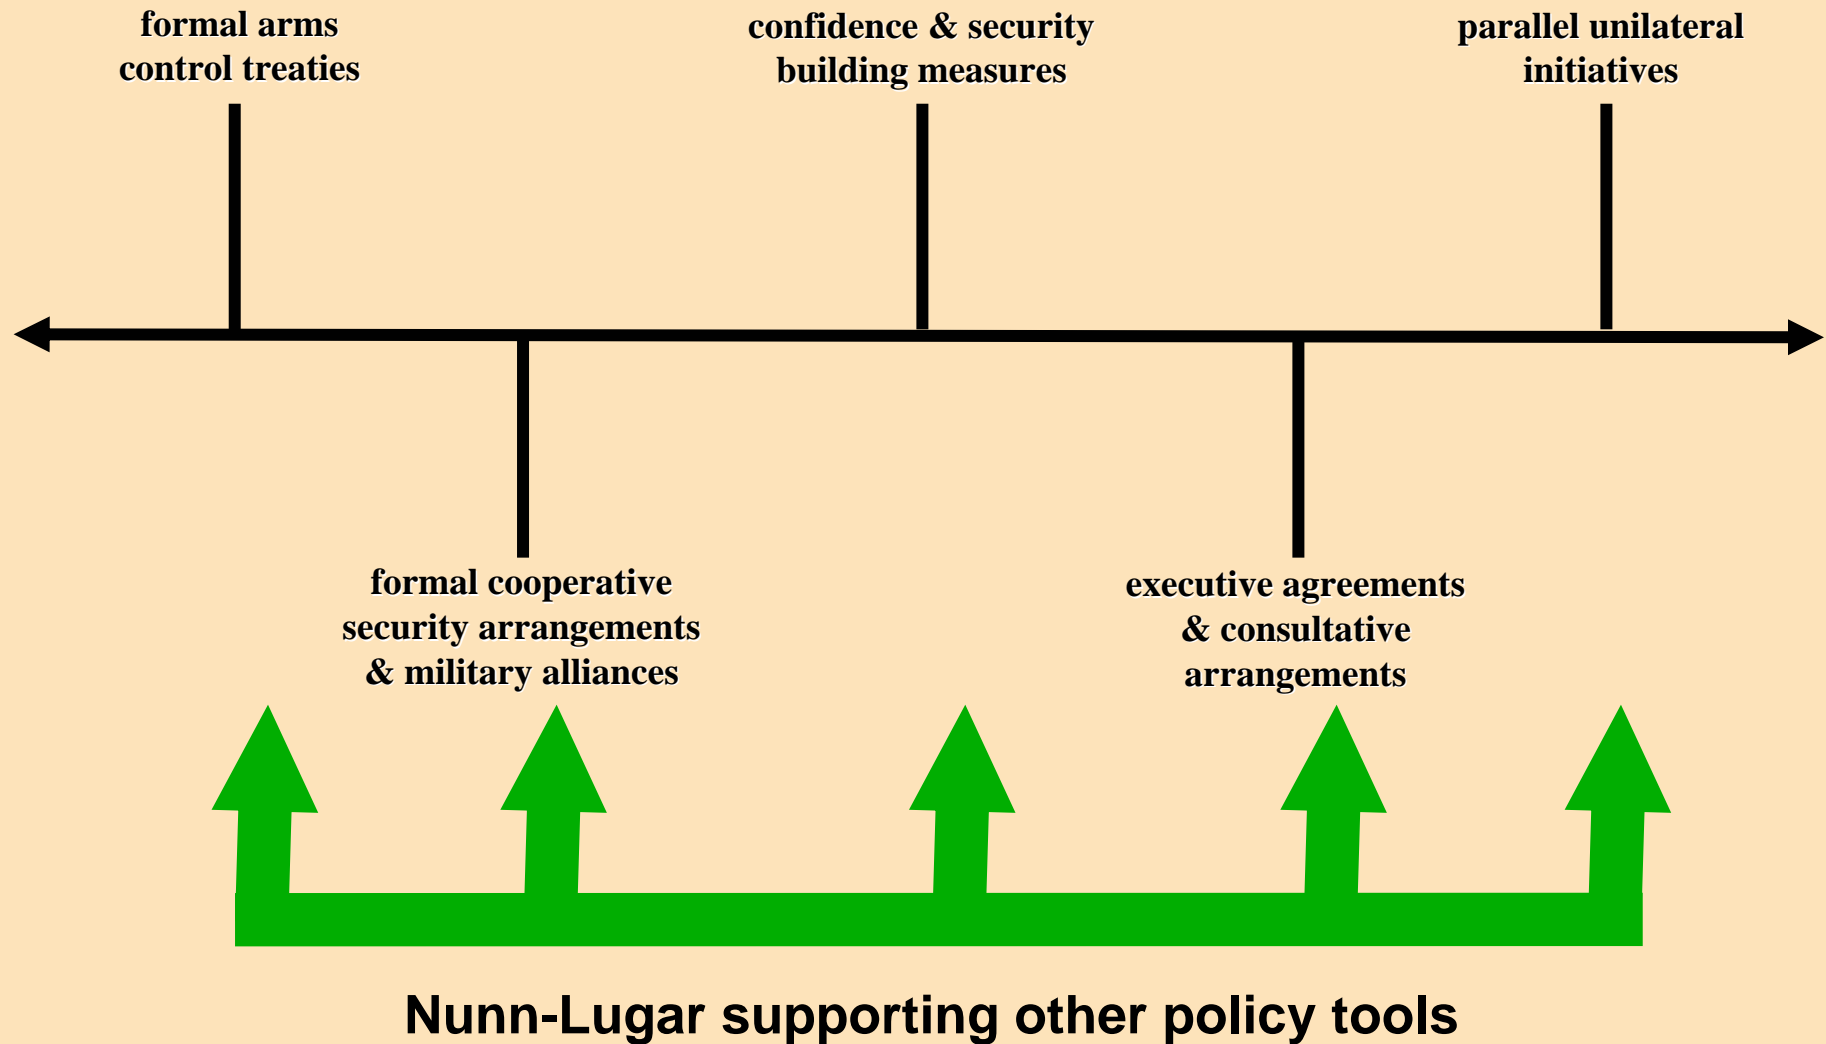 formal arms
control treaties
confidence & security
building measures
parallel unilateral
initiatives
formal cooperative
security arrangements
& military alliances
executive agreements
& consultative
arrangements
Nunn-Lugar supporting other policy tools